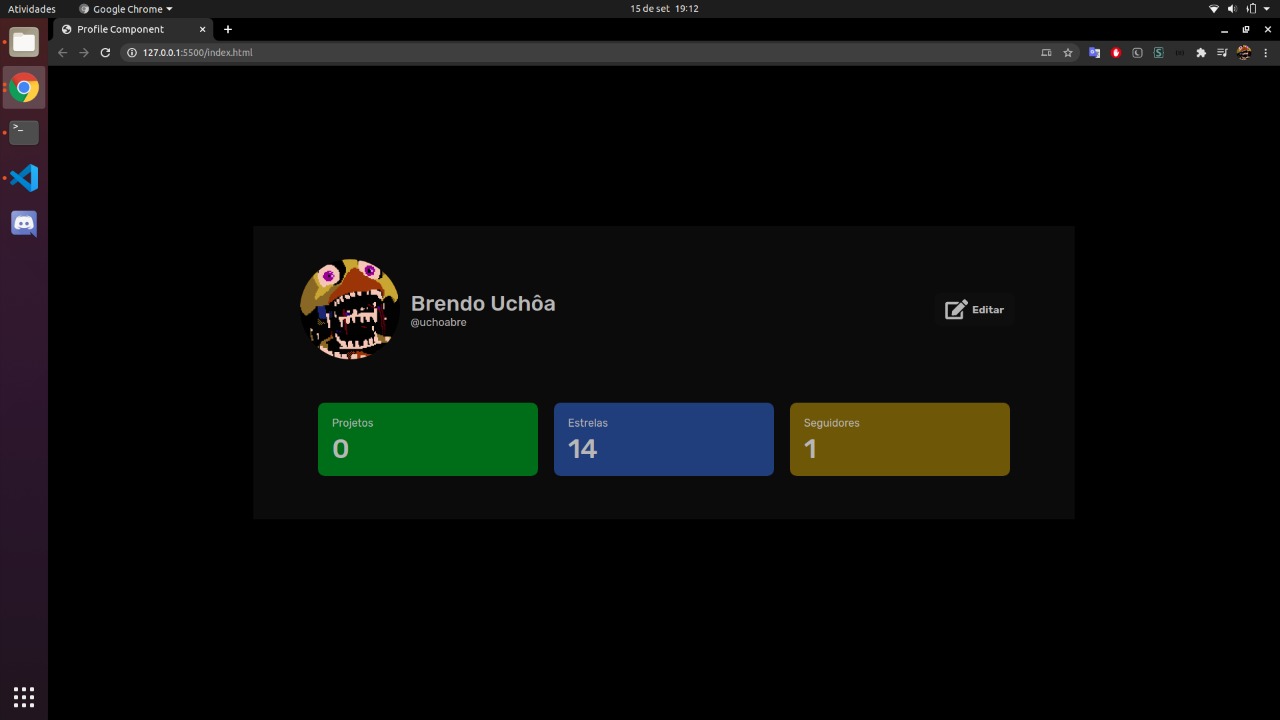 Atividades
Google Chrome
15 de set 19:12
Profile Component
127.0.0.1:5500/index.html
Brendo Uchôa
@uchoabre
Editar
Projetos
0
Estrelas
14
Seguidores
1